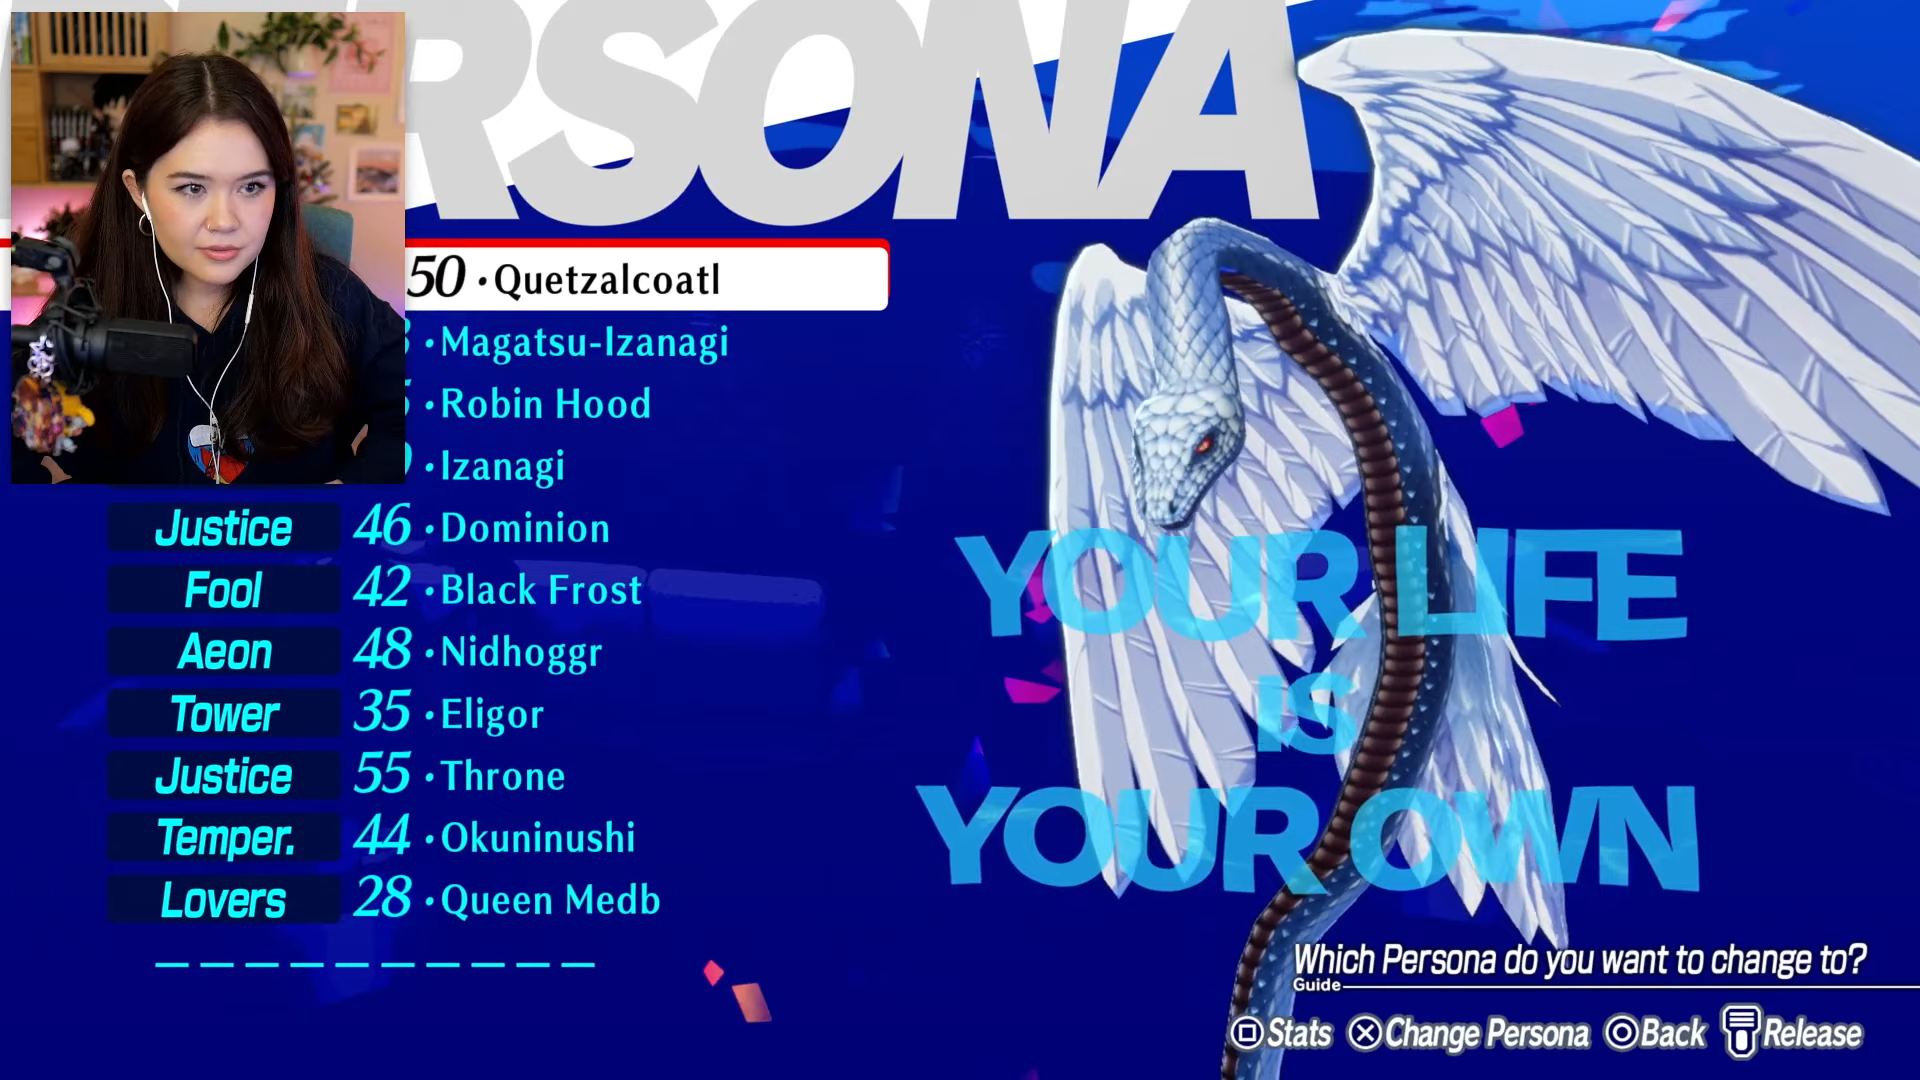 PERSONA
50 · Quetzalcoatl
· Magatsu-Izanagi
· Robin Hood
· Izanagi
Justice 46 · Dominion
Fool 42 · Black Frost
Aeon 48 · Nidhoggr
Tower 35 · Eligor
Justice 55 · Throne
Temper. 44 · Okuninushi
Lovers 28 · Queen Medb
YOUR LIFE
IS
YOUR OWN
Which Persona do you want to change to?
Guide
Stats Change Persona Back Release